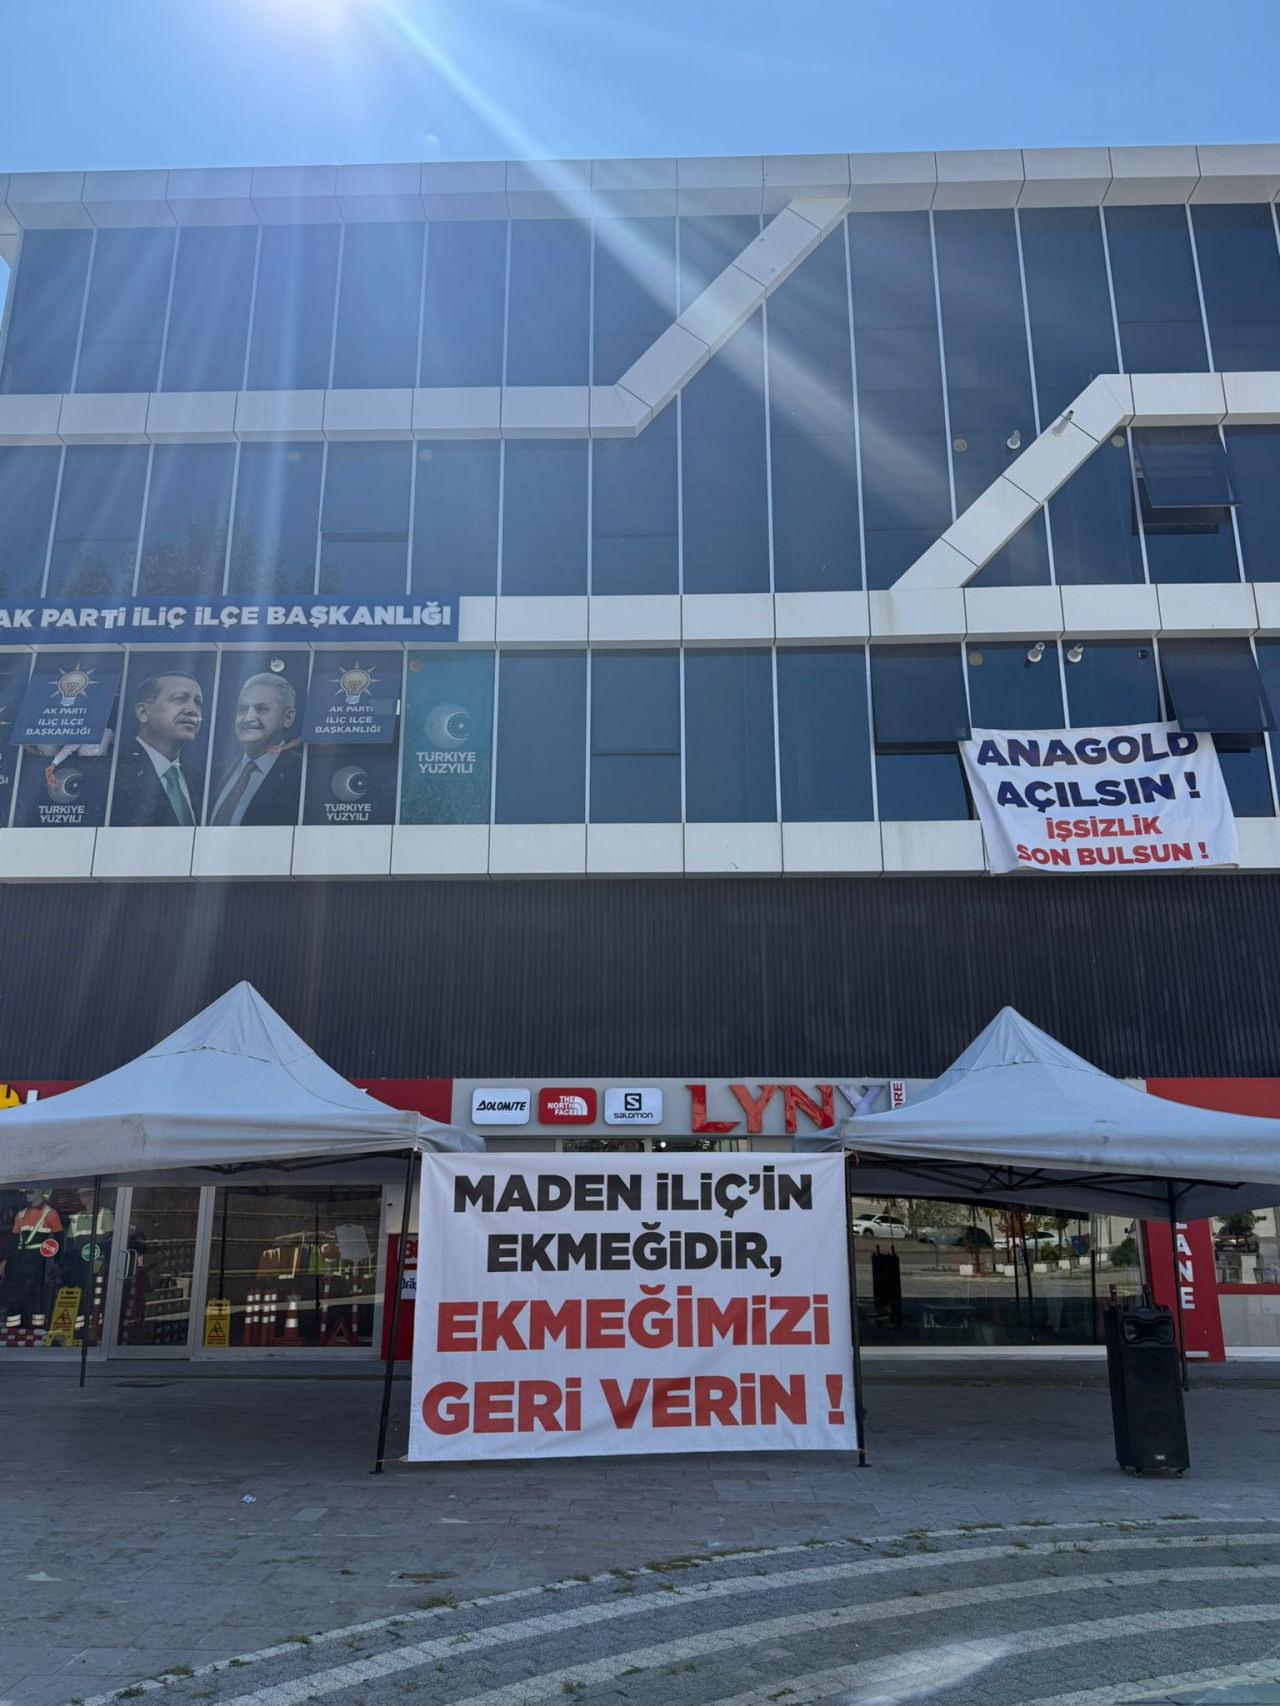 AK PARTİ İLİÇ İLÇE BAŞKANLIĞI
AK PARTİ
İLİÇ İLÇE
BAŞKANLIĞI
TÜRKİYE
YÜZYILI
AK PARTİ
İLİÇ İLÇE
BAŞKANLIĞI
TÜRKİYE
YÜZYILI
TÜRKİYE
YÜZYILI
ANAGOLD
AÇILSIN !
İŞSİZLİK
SON BULSUN !
DOLOMITE
THE
NORTH
FACE
SALOMON
LYNX
MADEN İLİÇ'İN
EKMEĞİDİR,
EKMEĞİMİZİ
GERİ VERİN !
DUR